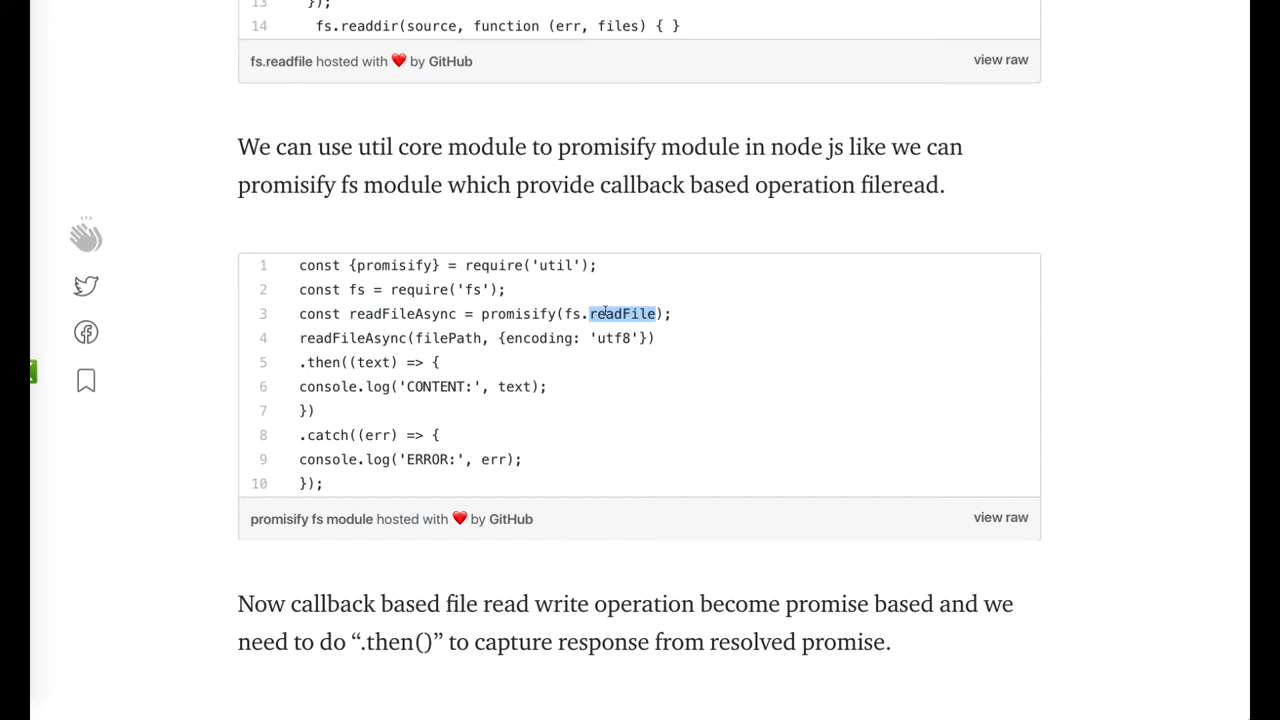 13 });
14 fs.readdir(source, function (err, files) { }
fs.readfile hosted with ❤ by GitHub
view raw
We can use util core module to promisify module in node js like we can
promisify fs module which provide callback based operation fileread.
1 const {promisify} = require('util');
2 const fs = require('fs');
3 const readFileAsync = promisify(fs.readFile);
4 readFileAsync(filePath, {encoding: 'utf8'})
5 .then((text) => {
6 console.log('CONTENT:', text);
7 })
8 .catch((err) => {
9 console.log('ERROR:', err);
10 });
promisify fs module hosted with ❤ by GitHub
view raw
Now callback based file read write operation become promise based and we
need to do “.then()” to capture response from resolved promise.